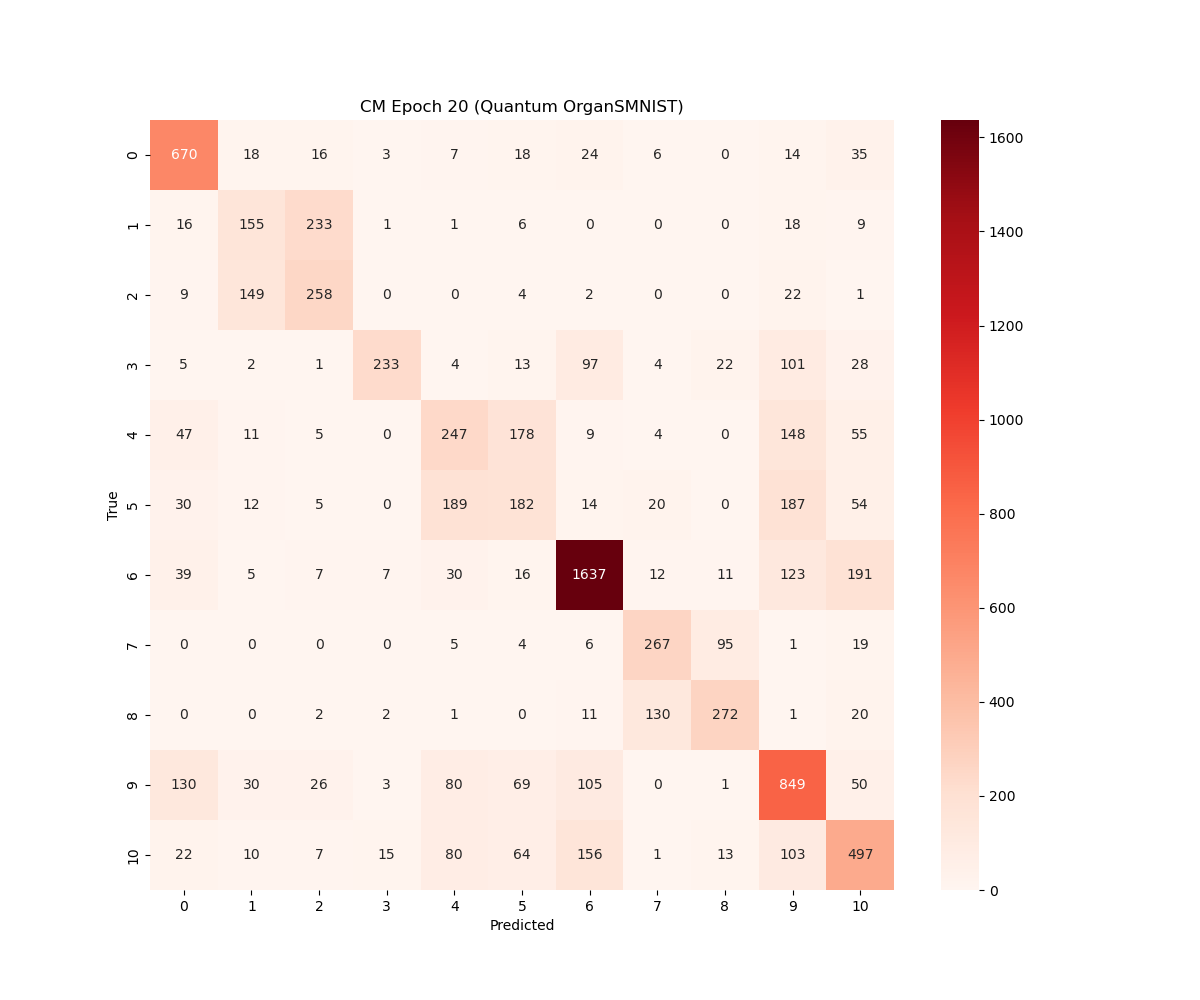 CM Epoch 20 (Quantum OrganSMNIST)
0 670 18 16 3 7 18 24 6 0 14 35
1 16 155 233 1 1 6 0 0 0 18 9
2 9 149 258 0 0 4 2 0 0 22 1
3 5 2 1 233 4 13 97 4 22 101 28
4 47 11 5 0 247 178 9 4 0 148 55
5 30 12 5 0 189 182 14 20 0 187 54
6 39 5 7 7 30 16 1637 12 11 123 191
7 0 0 0 0 5 4 6 267 95 1 19
8 0 0 2 2 1 0 11 130 272 1 20
9 130 30 26 3 80 69 105 0 1 849 50
10 22 10 7 15 80 64 156 1 13 103 497
0 1 2 3 4 5 6 7 8 9 10
Predicted
True
1600
1400
1200
1000
800
600
400
200
0